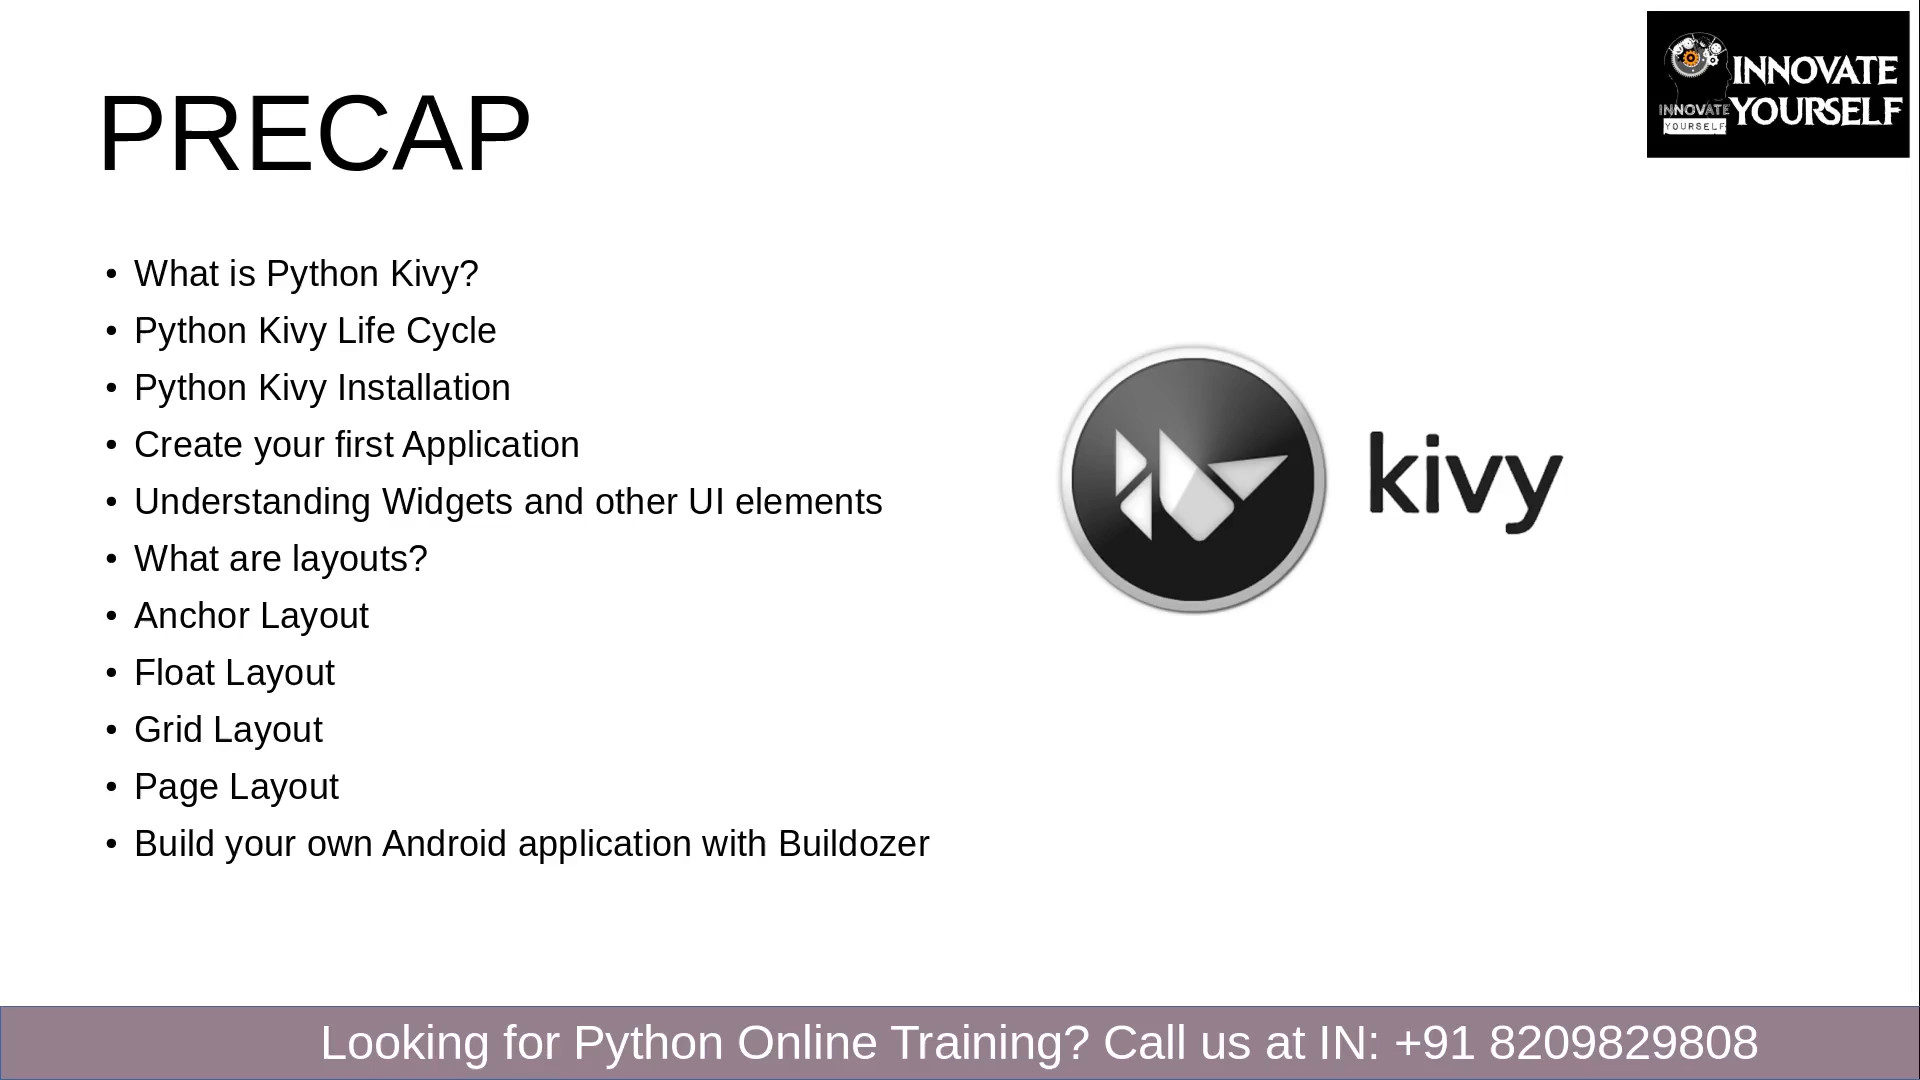 PRECAP
INNOVATE
YOURSELF
INNOVATE
YOURSELF
• What is Python Kivy?
• Python Kivy Life Cycle
• Python Kivy Installation
• Create your first Application
• Understanding Widgets and other UI elements
• What are layouts?
• Anchor Layout
• Float Layout
• Grid Layout
• Page Layout
• Build your own Android application with Buildozer
kivy
Looking for Python Online Training? Call us at IN: +91 8209829808